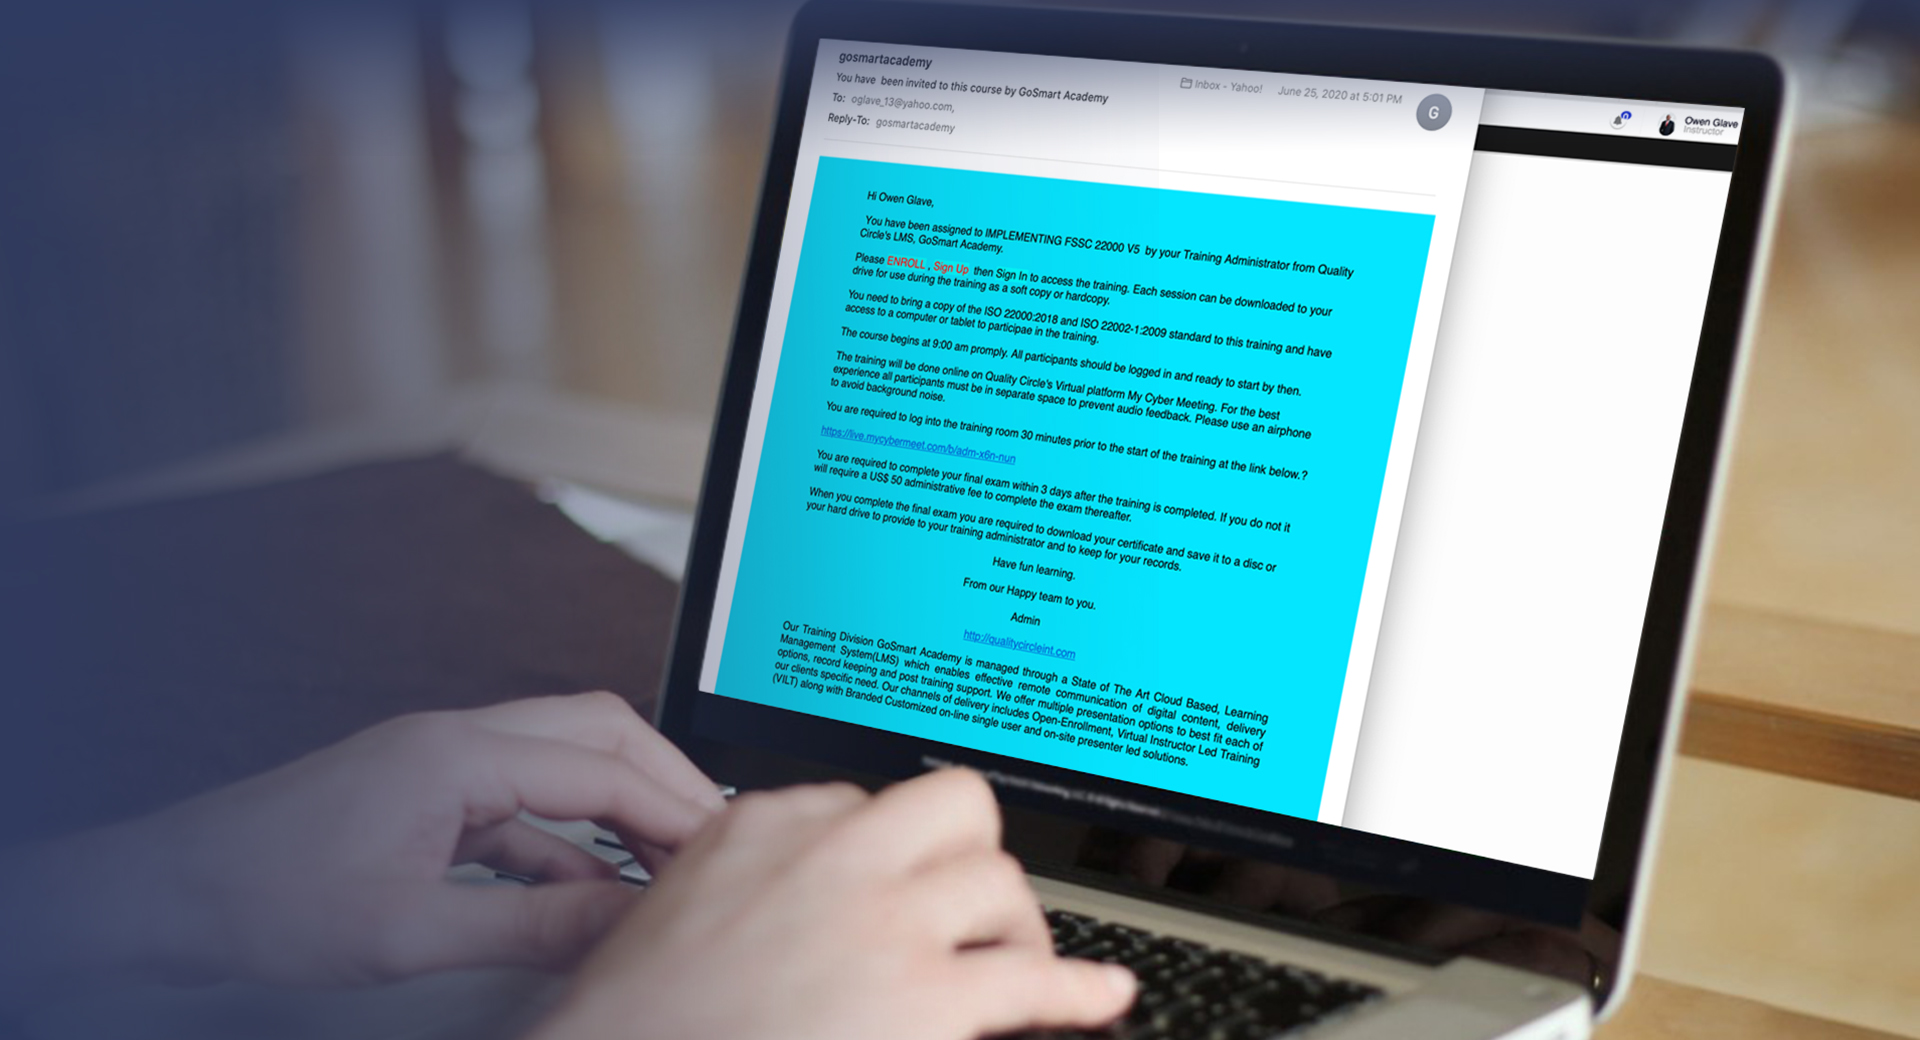 gosmartacademy
You have been invited to this course by GoSmart Academy
Inbox - Yahoo!
June 25, 2020 at 5:01 PM
G
To: oglave_13@yahoo.com,
Reply-To: gosmartacademy
0
Owen Glave
Instructor
Hi Owen Glave,
You have been assigned to IMPLEMENTING FSSC 22000 V5 by your Training Administrator from Quality
Circle's LMS, GoSmart Academy.
Please ENROLL , Sign Up then Sign In to access the training. Each session can be downloaded to your
drive for use during the training as a soft copy or hardcopy.
You need to bring a copy of the ISO 22000:2018 and ISO 22002-1:2009 standard to this training and have
access to a computer or tablet to participae in the training.
The course begins at 9:00 am promply. All participants should be logged in and ready to start by then.
The training will be done online on Quality Circle's Virtual platform My Cyber Meeting. For the best
experience all participants must be in separate space to prevent audio feedback. Please use an airphone
to avoid background noise.
You are required to log into the training room 30 minutes prior to the start of the training at the link below.?
https://live.mycybermeet.com/b/adm-x6n-nun
You are required to complete your final exam within 3 days after the training is completed. If you do not it
will require a US$ 50 administrative fee to complete the exam thereafter.
When you complete the final exam you are required to download your certificate and save it to a disc or
your hard drive to provide to your training administrator and to keep for your records.
Have fun learning.
From our Happy team to you.
Admin
http://qualitycircleint.com
Our Training Division GoSmart Academy is managed through a State of The Art Cloud Based, Learning
Management System(LMS) which enables effective remote communication of digital content, delivery
options, record keeping and post training support. We offer multiple presentation options to best fit each of
our clients specific need. Our channels of delivery includes Open-Enrollment, Virtual Instructor Led Training
(VILT) along with Branded Customized on-line single user and on-site presenter led solutions.